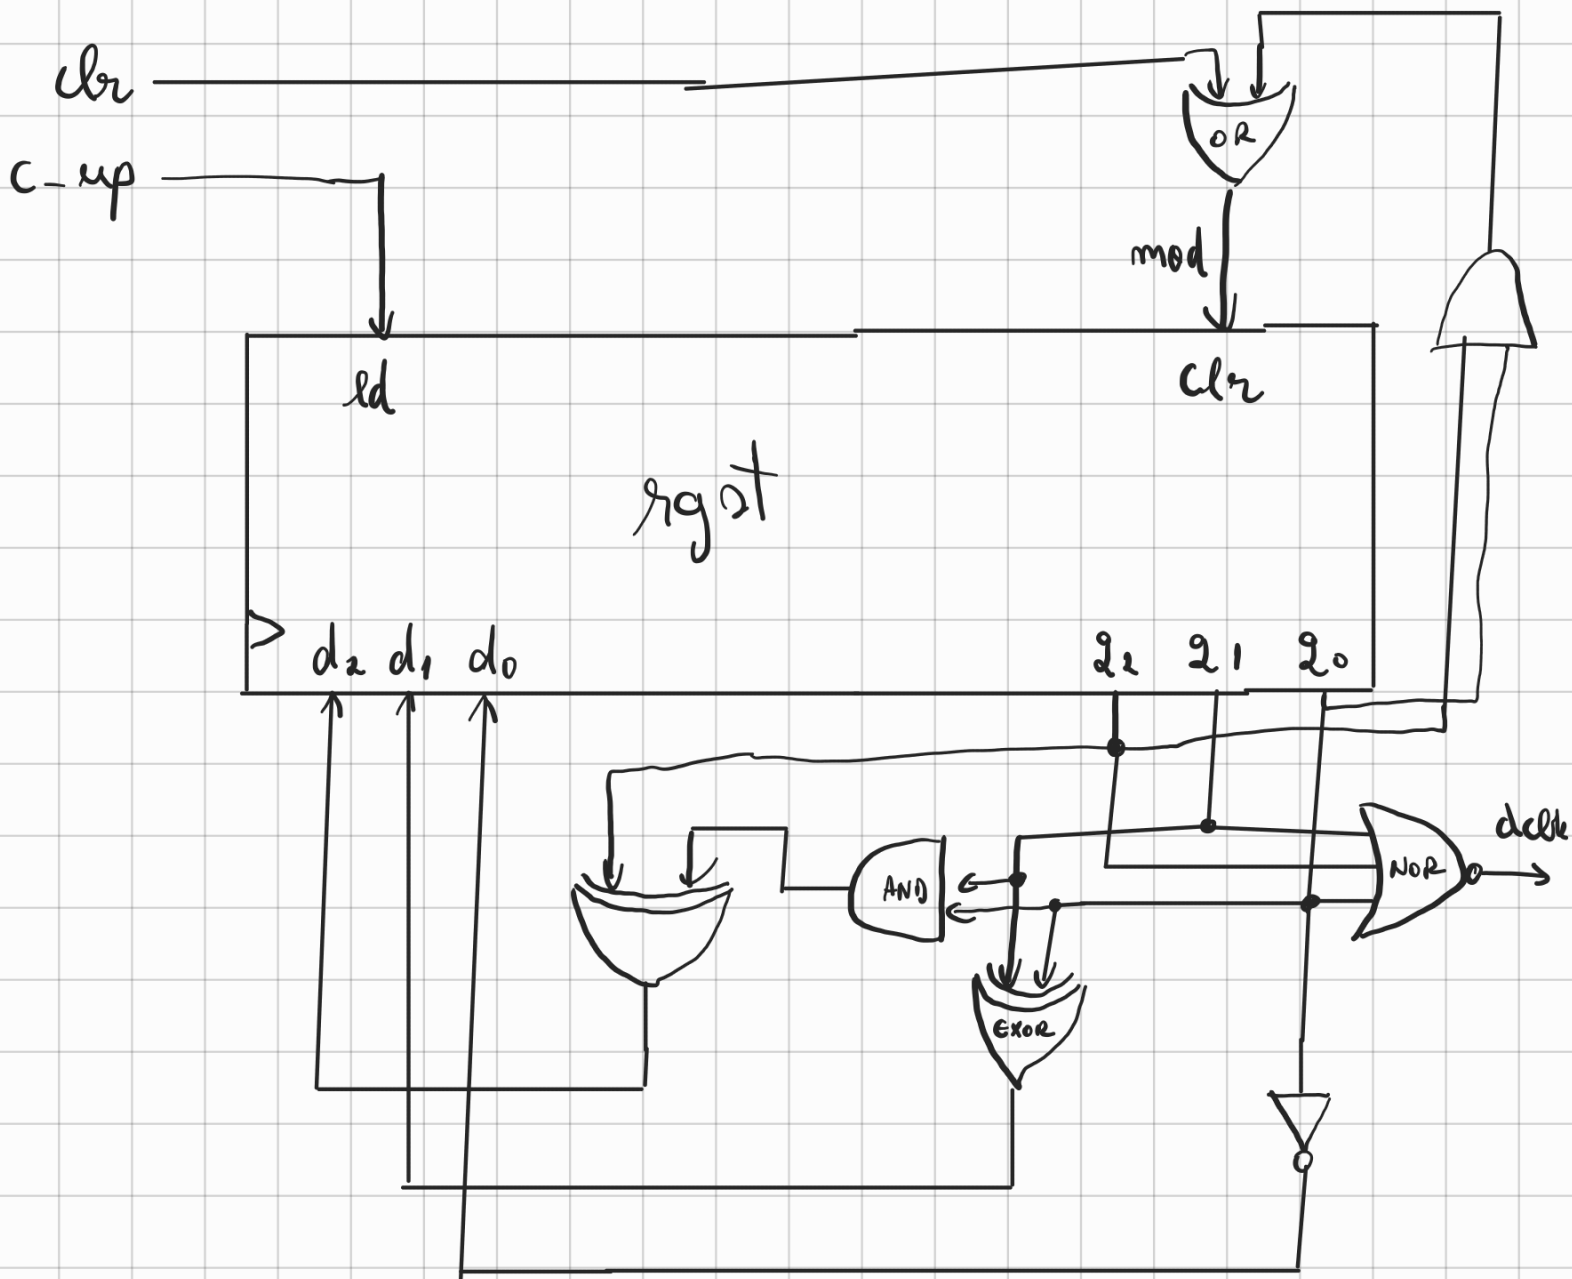 clr
OR
c_up
mod
ld
clr
rgst
d2 d1 d0
q2 q1 q0
AND
NOR
dclk
EXOR